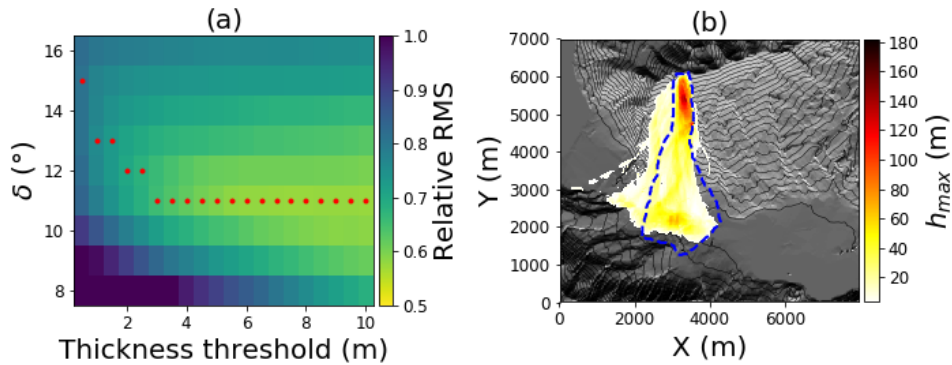 (a)
16
14
12
10
8
δ (°)
2 4 6 8 10
Thickness threshold (m)
1.0
0.9
0.8
0.7
0.6
0.5
Relative RMS
(b)
7000
6000
5000
4000
3000
2000
1000
0
Y (m)
0 2000 4000 6000
X (m)
180
160
140
120
100
80
60
40
20
h_max (m)